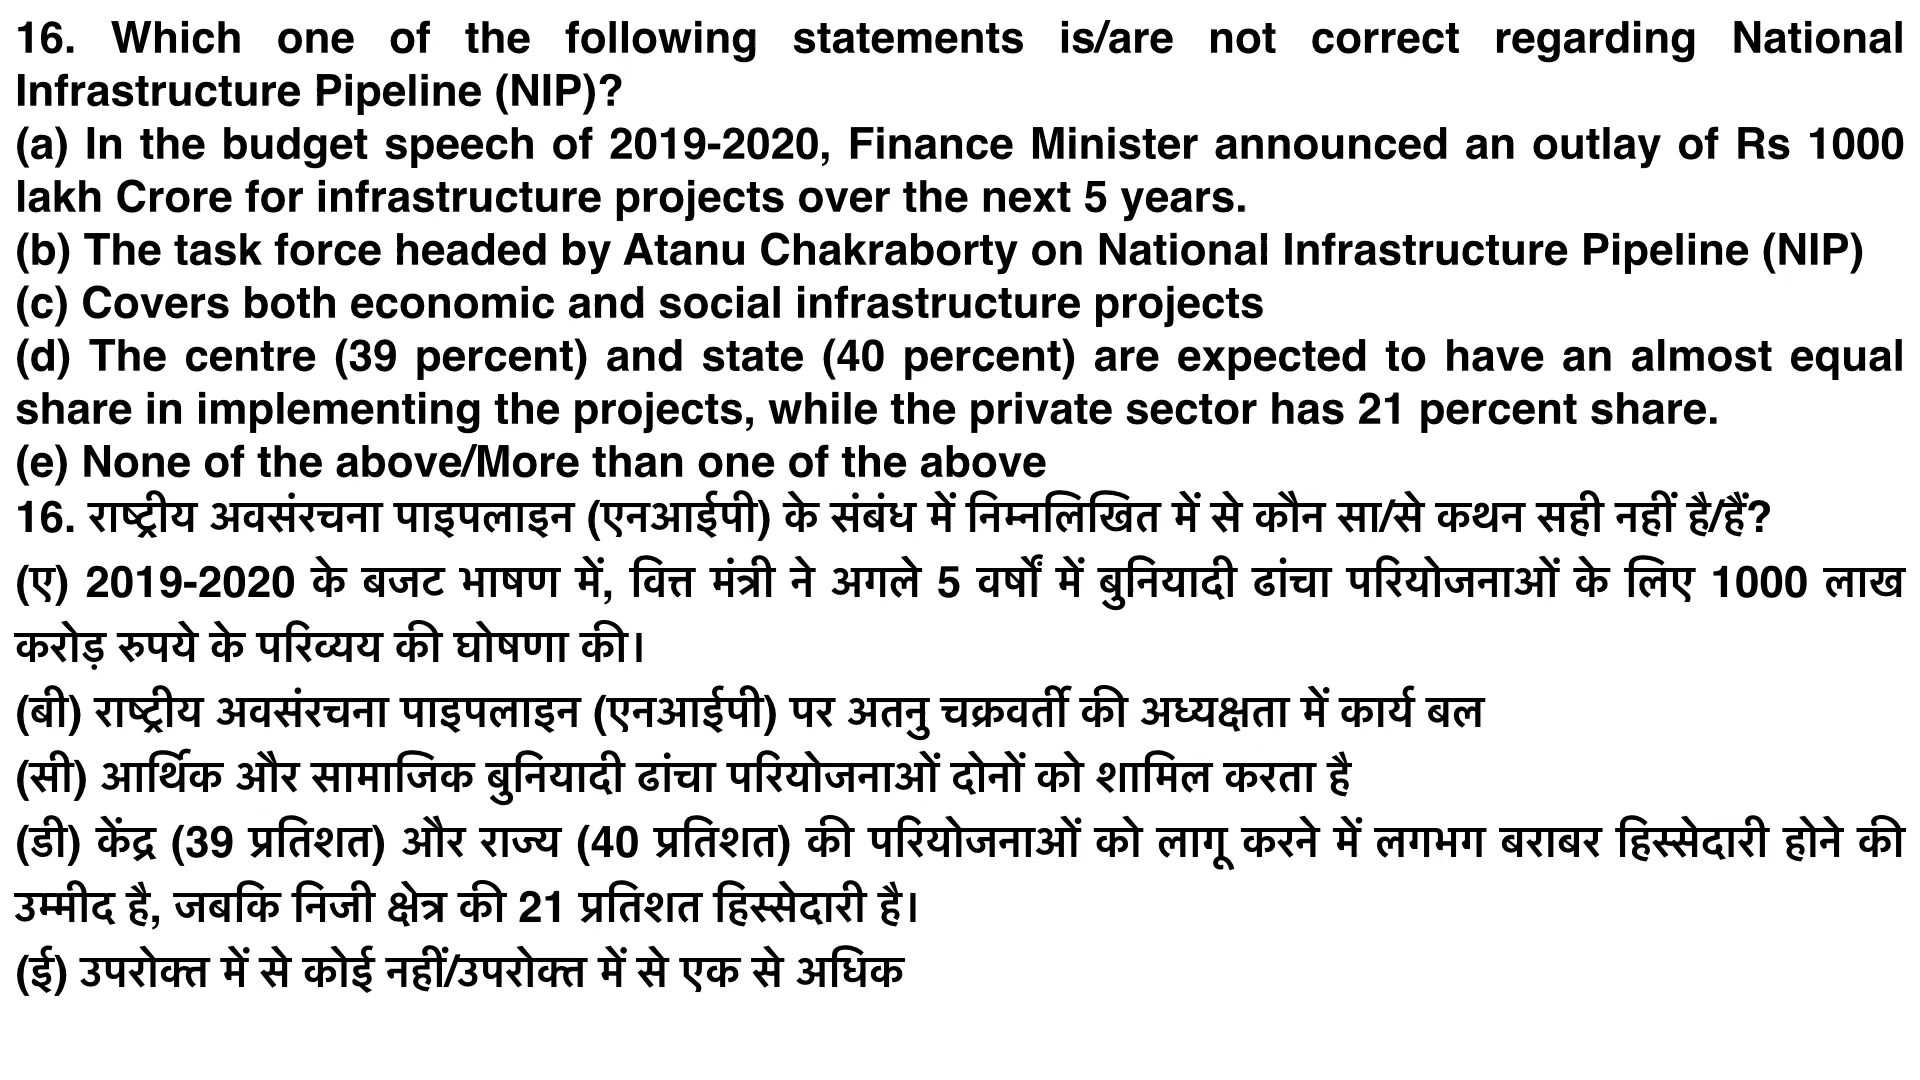 16. Which one of the following statements is/are not correct regarding National
Infrastructure Pipeline (NIP)?
(a) In the budget speech of 2019-2020, Finance Minister announced an outlay of Rs 1000
lakh Crore for infrastructure projects over the next 5 years.
(b) The task force headed by Atanu Chakraborty on National Infrastructure Pipeline (NIP)
(c) Covers both economic and social infrastructure projects
(d) The centre (39 percent) and state (40 percent) are expected to have an almost equal
share in implementing the projects, while the private sector has 21 percent share.
(e) None of the above/More than one of the above
16. राष्ट्रीय अवसंरचना पाइपलाइन (एनआईपी) के संबंध में निम्नलिखित में से कौन सा/से कथन सही नहीं है/हैं?
(ए) 2019-2020 के बजट भाषण में, वित्त मंत्री ने अगले 5 वर्षों में बुनियादी ढांचा परियोजनाओं के लिए 1000 लाख
करोड़ रुपये के परिव्यय की घोषणा की।
(बी) राष्ट्रीय अवसंरचना पाइपलाइन (एनआईपी) पर अतनु चक्रवर्ती की अध्यक्षता में कार्य बल
(सी) आर्थिक और सामाजिक बुनियादी ढांचा परियोजनाओं दोनों को शामिल करता है
(डी) केंद्र (39 प्रतिशत) और राज्य (40 प्रतिशत) की परियोजनाओं को लागू करने में लगभग बराबर हिस्सेदारी होने की
उम्मीद है, जबकि निजी क्षेत्र की 21 प्रतिशत हिस्सेदारी है।
(ई) उपरोक्त में से कोई नहीं/उपरोक्त में से एक से अधिक